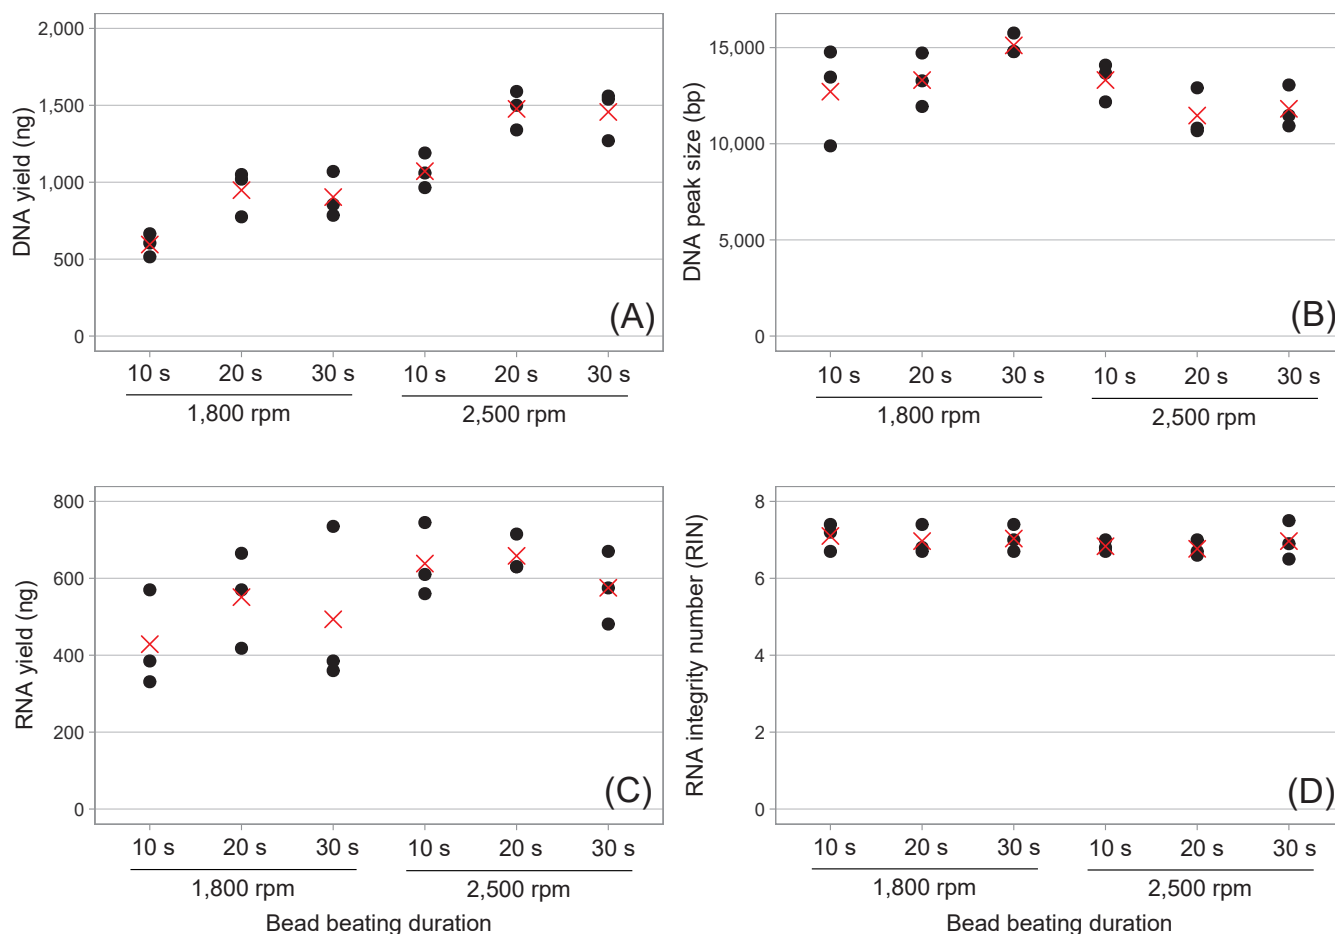 DNA yield (ng)
2,000
1,500
1,000
500
0
(A)
10 s 20 s 30 s 10 s 20 s 30 s
1,800 rpm 2,500 rpm
DNA peak size (bp)
15,000
10,000
5,000
0
(B)
10 s 20 s 30 s 10 s 20 s 30 s
1,800 rpm 2,500 rpm
RNA yield (ng)
800
600
400
200
0
(C)
10 s 20 s 30 s 10 s 20 s 30 s
1,800 rpm 2,500 rpm
Bead beating duration
RNA integrity number (RIN)
8
6
4
2
0
(D)
10 s 20 s 30 s 10 s 20 s 30 s
1,800 rpm 2,500 rpm
Bead beating duration